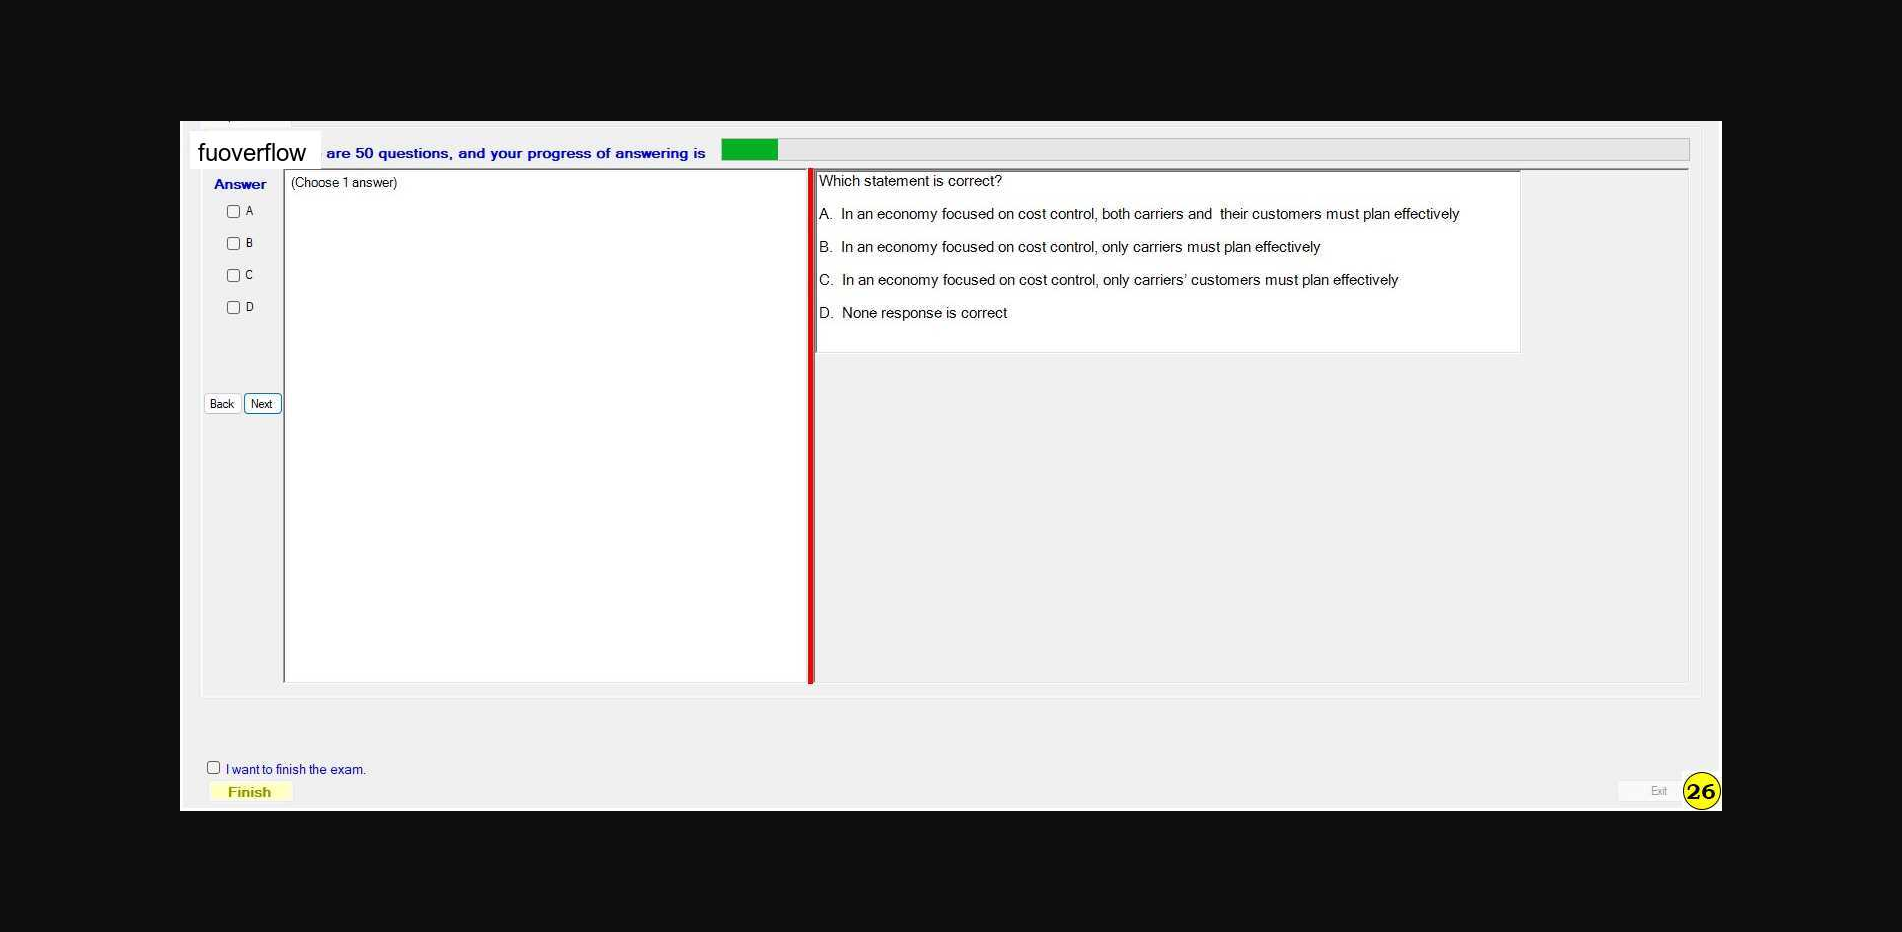 fuoverflow are 50 questions, and your progress of answering is
Answer
A
B
C
D
Back Next
(Choose 1 answer)
Which statement is correct?
A. In an economy focused on cost control, both carriers and their customers must plan effectively
B. In an economy focused on cost control, only carriers must plan effectively
C. In an economy focused on cost control, only carriers' customers must plan effectively
D. None response is correct
I want to finish the exam.
Finish
Exit
26